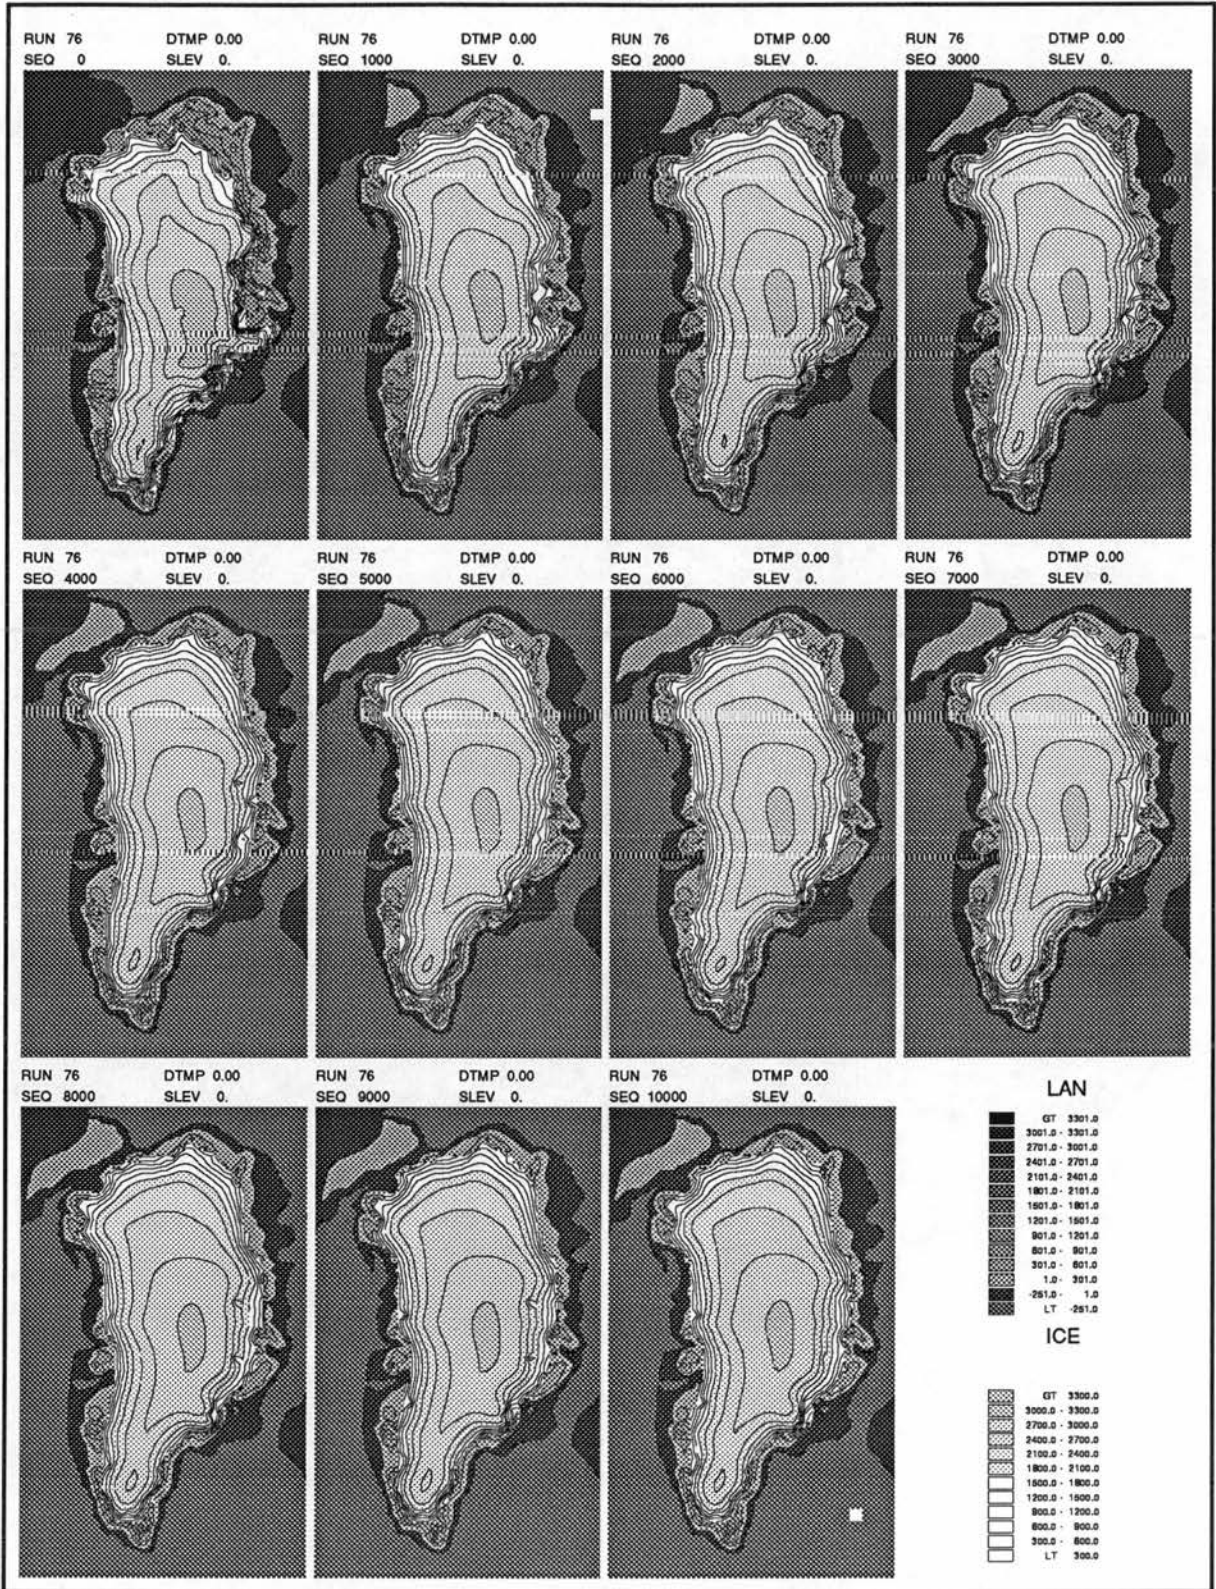 RUN 76 DTMP 0.00 RUN 76 DTMP 0.00 RUN 76 DTMP 0.00 RUN 76 DTMP 0.00
SEQ 0 SLEV 0. SEQ 1000 SLEV 0. SEQ 2000 SLEV 0. SEQ 3000 SLEV 0.
RUN 76 DTMP 0.00 RUN 76 DTMP 0.00 RUN 76 DTMP 0.00 RUN 76 DTMP 0.00
SEQ 4000 SLEV 0. SEQ 5000 SLEV 0. SEQ 6000 SLEV 0. SEQ 7000 SLEV 0.
RUN 76 DTMP 0.00 RUN 76 DTMP 0.00 RUN 76 DTMP 0.00
SEQ 8000 SLEV 0. SEQ 9000 SLEV 0. SEQ 10000 SLEV 0.
LAN
GT 3301.0
3001.0 - 3301.0
2701.0 - 3001.0
2401.0 - 2701.0
2101.0 - 2401.0
1801.0 - 2101.0
1501.0 - 1801.0
1201.0 - 1501.0
901.0 - 1201.0
601.0 - 901.0
301.0 - 601.0
1.0 - 301.0
-251.0 - 1.0
LT -251.0
ICE
GT 3300.0
3000.0 - 3300.0
2700.0 - 3000.0
2400.0 - 2700.0
2100.0 - 2400.0
1800.0 - 2100.0
1500.0 - 1800.0
1200.0 - 1500.0
900.0 - 1200.0
600.0 - 900.0
300.0 - 600.0
LT 300.0